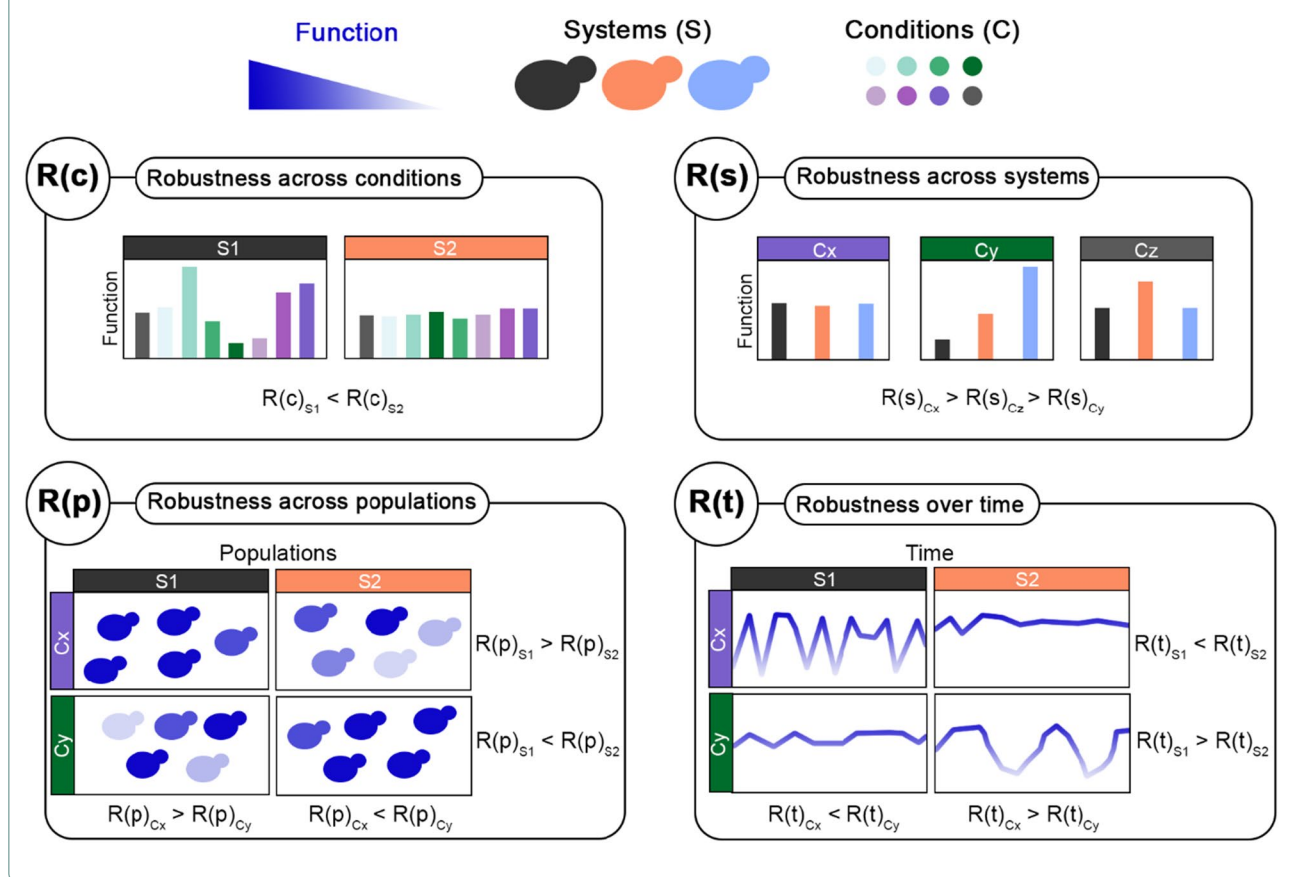 Function
Systems (S)
Conditions (C)
R(c)
Robustness across conditions
S1
S2
Function
R(c)S1 < R(c)S2
R(s)
Robustness across systems
Cx
Cy
Cz
Function
R(s)Cx > R(s)Cz > R(s)Cy
R(p)
Robustness across populations
Populations
S1
S2
Cx
R(p)S1 > R(p)S2
Cy
R(p)S1 < R(p)S2
R(p)Cx > R(p)Cy
R(p)Cx < R(p)Cy
R(t)
Robustness over time
Time
S1
S2
Cx
R(t)S1 < R(t)S2
Cy
R(t)S1 > R(t)S2
R(t)Cx < R(t)Cy
R(t)Cx > R(t)Cy